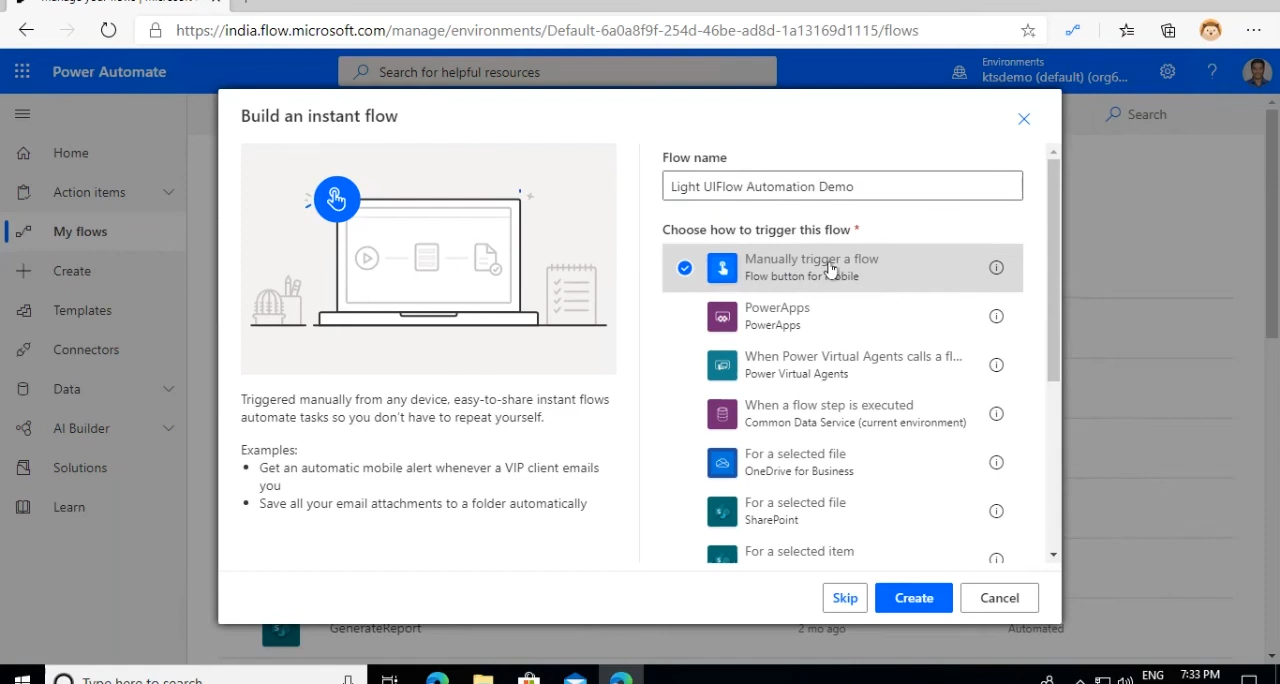 https://india.flow.microsoft.com/manage/environments/Default-6a0a8f9f-254d-46be-ad8d-1a13169d1115/flows
Power Automate
Search for helpful resources
Environments
ktsdemo (default) (org6...
Build an instant flow
Search
Home
Action items
My flows
Create
Templates
Connectors
Data
AI Builder
Solutions
Learn
Triggered manually from any device, easy-to-share instant flows
automate tasks so you don't have to repeat yourself.
Examples:
• Get an automatic mobile alert whenever a VIP client emails
you
• Save all your email attachments to a folder automatically
Flow name
Light UIFlow Automation Demo
Choose how to trigger this flow *
Manually trigger a flow
Flow button for mobile
PowerApps
PowerApps
When Power Virtual Agents calls a fl...
Power Virtual Agents
When a flow step is executed
Common Data Service (current environment)
For a selected file
OneDrive for Business
For a selected file
SharePoint
For a selected item
Skip
Create
Cancel
GenerateReport
2 mo ago
Automated
Type here to search
ENG
7:33 PM